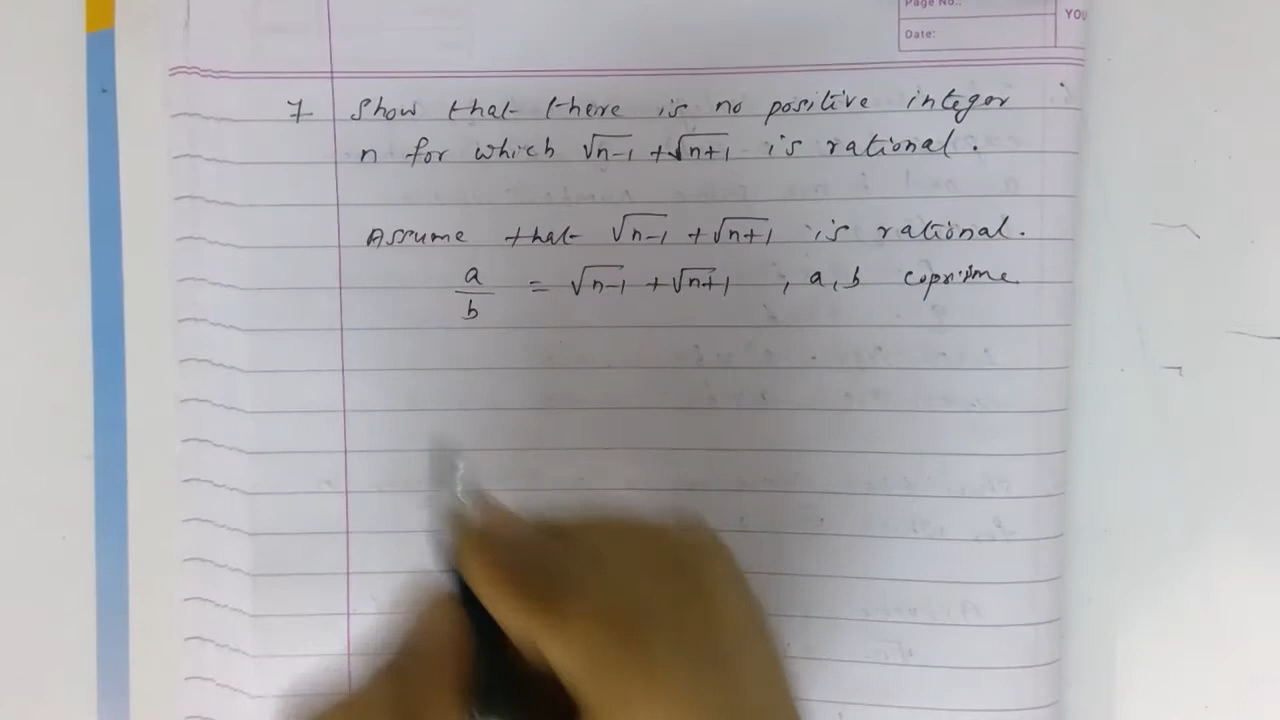 Page No.:
Date:
YOU
7 Show that there is no positive integer
n for which √n-1 + √n+1 is rational.
Assume that √n-1 + √n+1 is rational.
a/b = √n-1 + √n+1 , a, b coprime